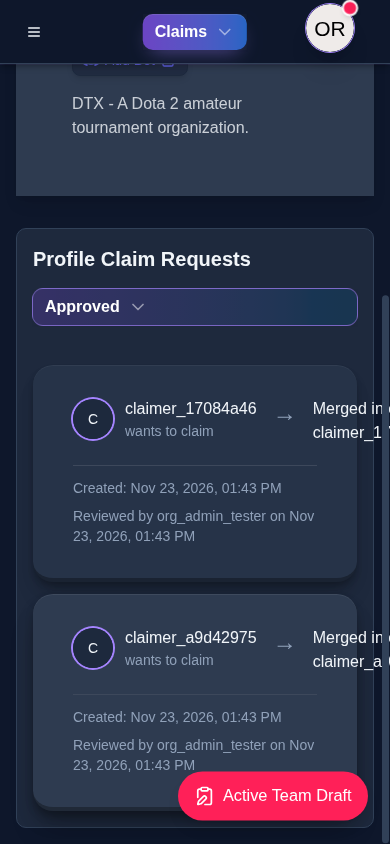 Claims
OR
DTX - A Dota 2 amateur
tournament organization.
Profile Claim Requests
Approved
C
claimer_17084a46
wants to claim
→
Merged in
claimer_1
Created: Nov 23, 2026, 01:43 PM
Reviewed by org_admin_tester on Nov
23, 2026, 01:43 PM
C
claimer_a9d42975
wants to claim
→
Merged in
claimer_a
Created: Nov 23, 2026, 01:43 PM
Reviewed by org_admin_tester on Nov
23, 2026, 01:43 PM
Active Team Draft